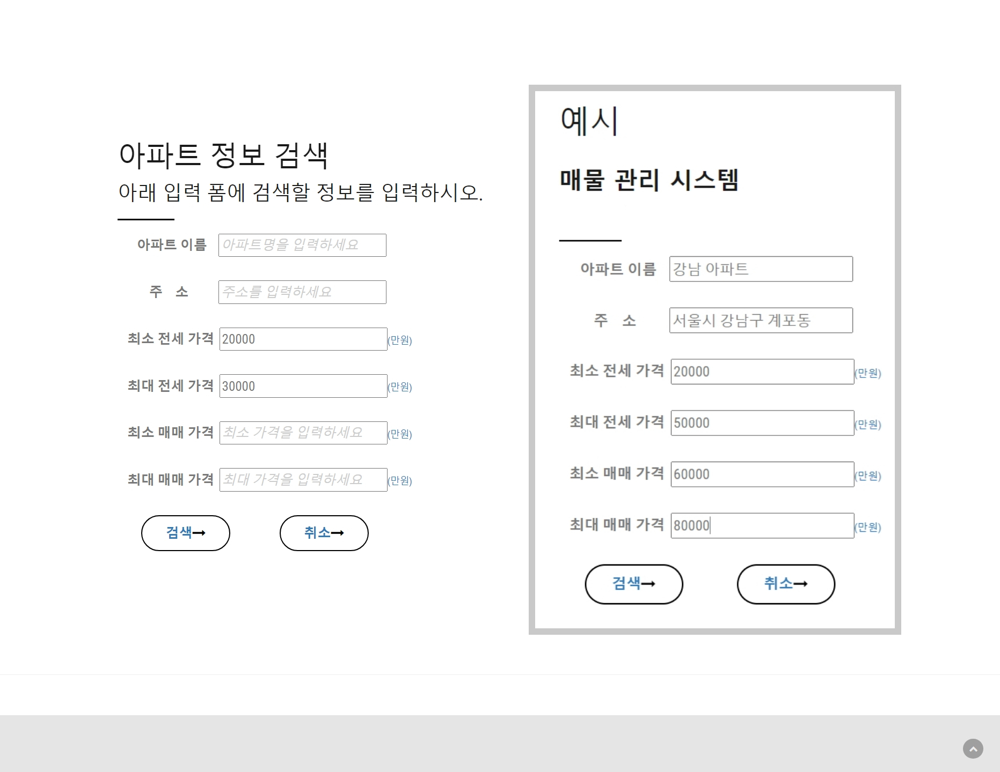 아파트 정보 검색
아래 입력 폼에 검색할 정보를 입력하시오.
아파트 이름 아파트명을 입력하세요
주 소 주소를 입력하세요
최소 전세 가격 20000 (만원)
최대 전세 가격 30000 (만원)
최소 매매 가격 최소 가격을 입력하세요 (만원)
최대 매매 가격 최대 가격을 입력하세요 (만원)
검색➞ 취소➞
예시
매물 관리 시스템
아파트 이름 강남 아파트
주 소 서울시 강남구 계포동
최소 전세 가격 20000 (만원)
최대 전세 가격 50000 (만원)
최소 매매 가격 60000 (만원)
최대 매매 가격 80000 (만원)
검색➞ 취소➞